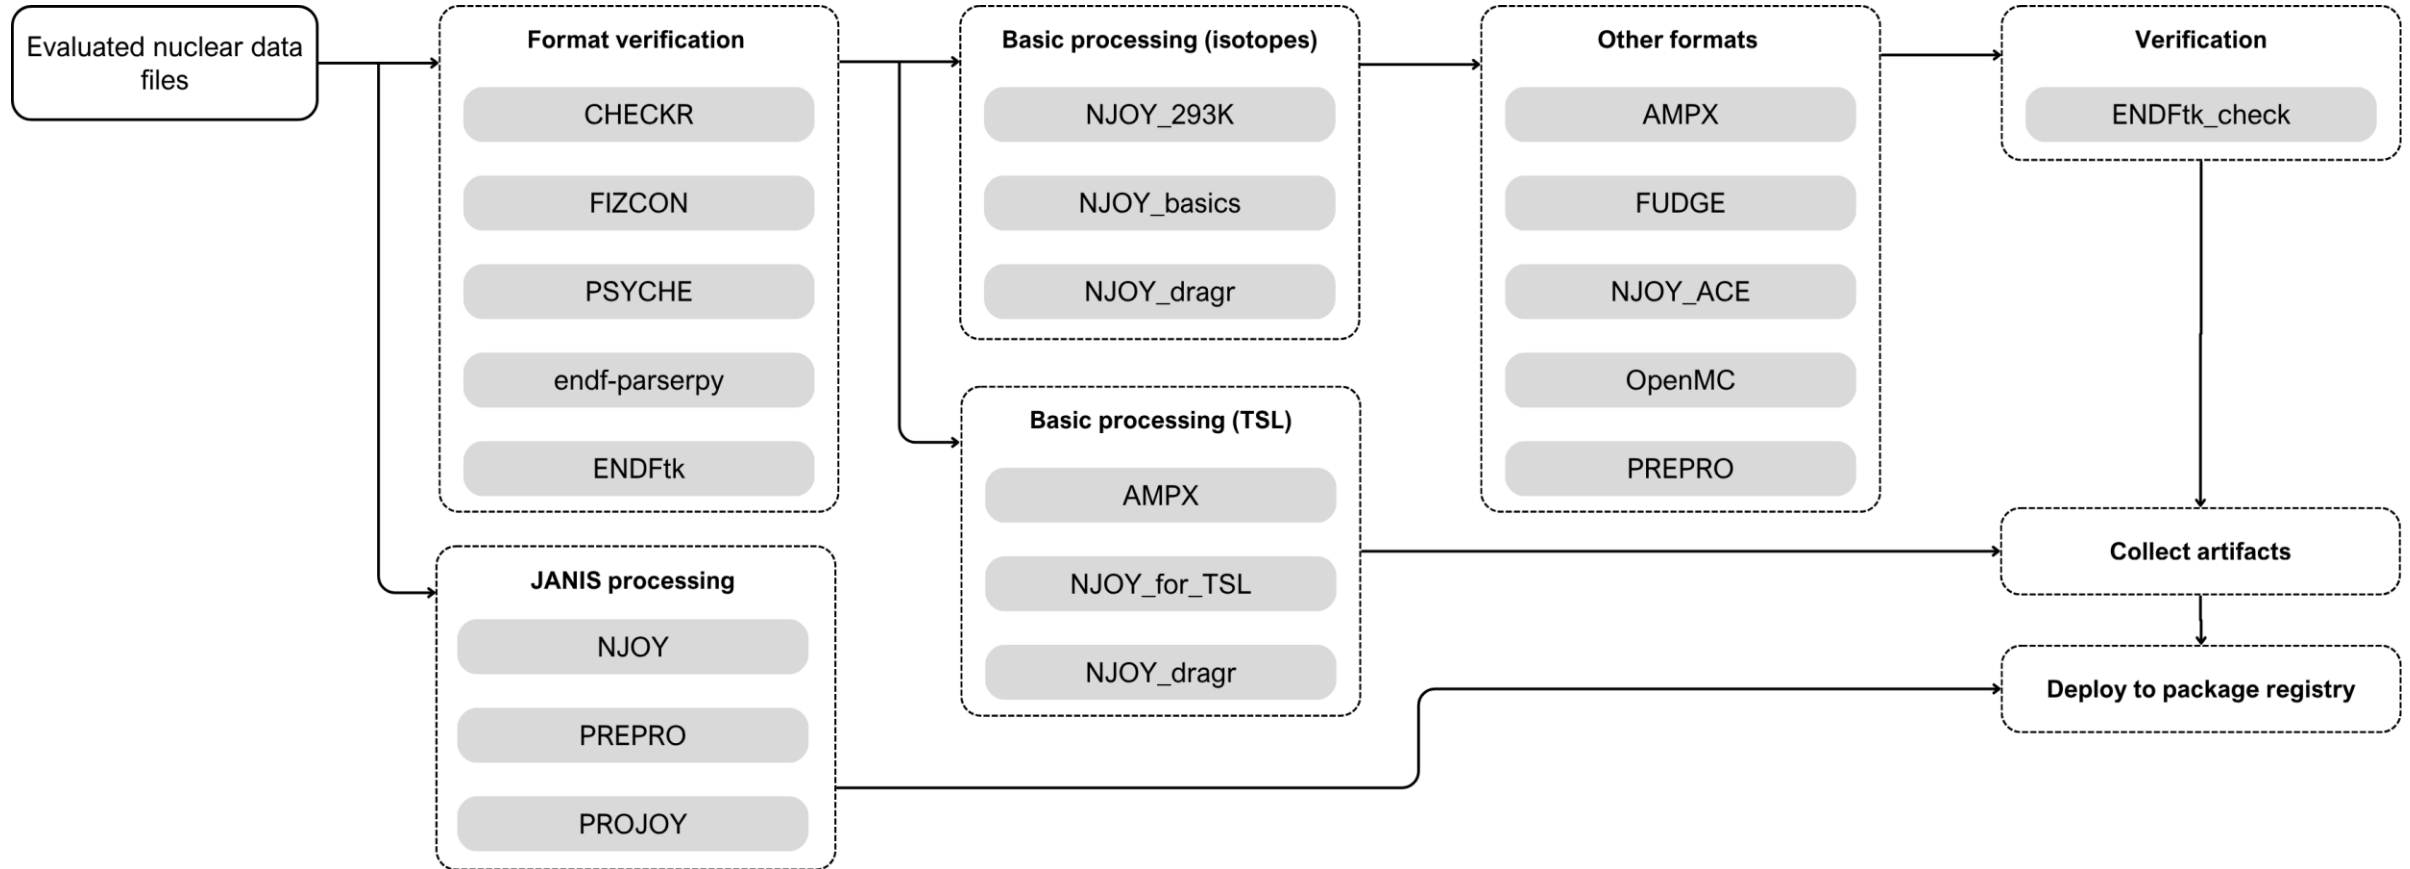 Evaluated nuclear data
files
Format verification
CHECKR
FIZCON
PSYCHE
endf-parserpy
ENDFtk
JANIS processing
NJOY
PREPRO
PROJOY
Basic processing (isotopes)
NJOY_293K
NJOY_basics
NJOY_dragr
Basic processing (TSL)
AMPX
NJOY_for_TSL
NJOY_dragr
Other formats
AMPX
FUDGE
NJOY_ACE
OpenMC
PREPRO
Verification
ENDFtk_check
Collect artifacts
Deploy to package registry